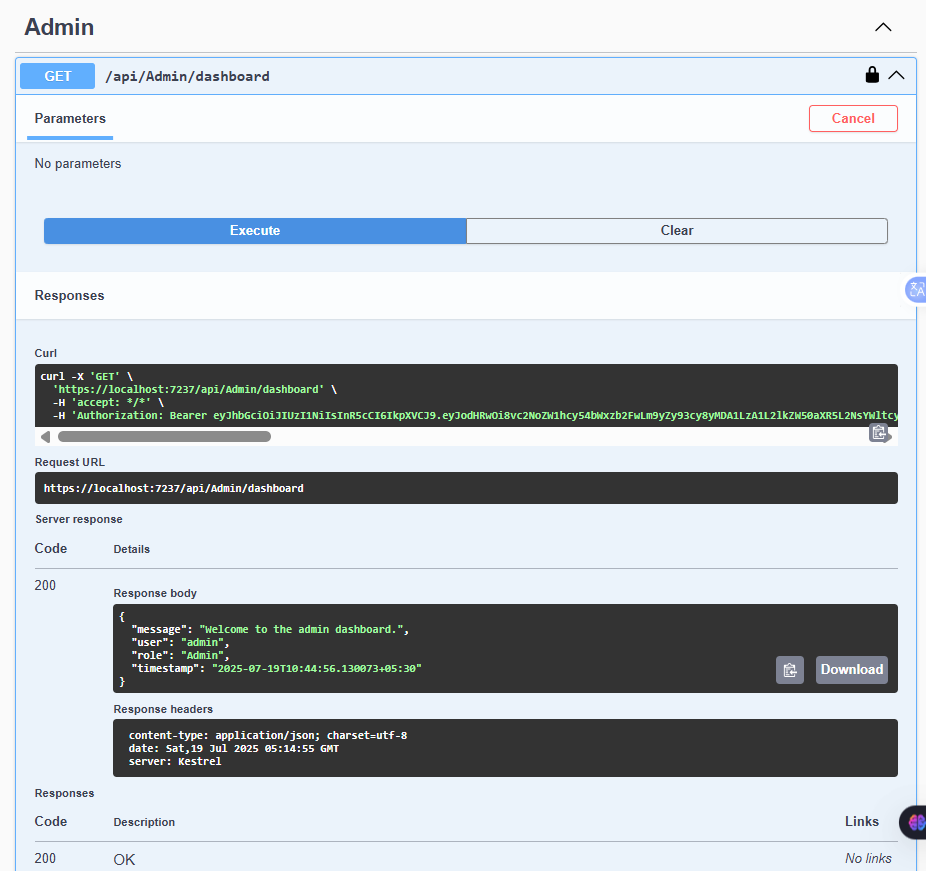 Admin
GET /api/Admin/dashboard
Parameters
Cancel
No parameters
Execute
Clear
Responses
Curl
curl -X 'GET' \
'https://localhost:7237/api/Admin/dashboard' \
-H 'accept: */*' \
-H 'Authorization: Bearer eyJhbGciOiJIUzI1NiIsInR5cCI6IkpXVCJ9.eyJodHRwOi8vc2NoZW1hcy54bWxzb2FwLm9yZy93cy8yMDA1LzA1L2lkZW50aXR5L2NsYWltcy
Request URL
https://localhost:7237/api/Admin/dashboard
Server response
Code Details
200
Response body
{
"message": "Welcome to the admin dashboard.",
"user": "admin",
"role": "Admin",
"timestamp": "2025-07-19T10:44:56.130073+05:30"
}
Download
Response headers
content-type: application/json; charset=utf-8
date: Sat,19 Jul 2025 05:14:55 GMT
server: Kestrel
Responses
Code Description Links
200 OK No links